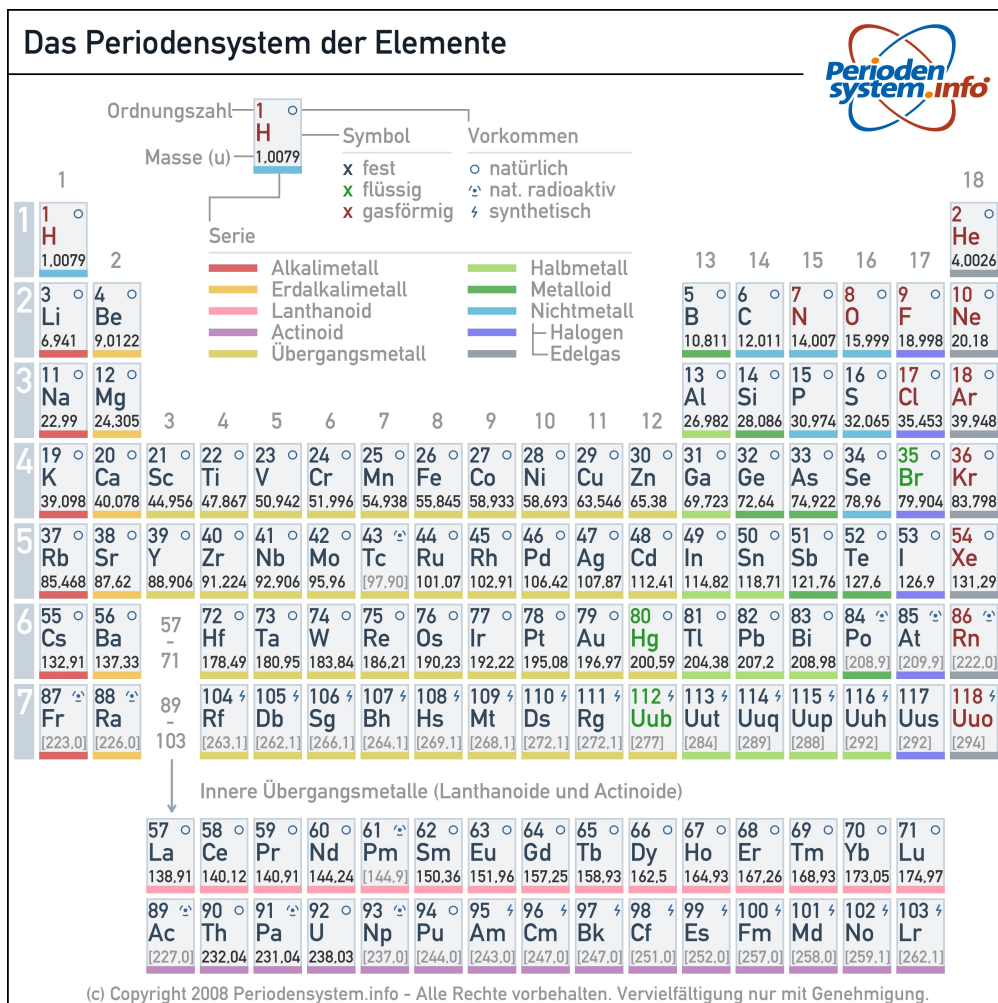 Das Periodensystem der Elemente
Perioden
system.info
Ordnungszahl
1
H
1,0079
Masse (u)
Symbol
x fest
x flüssig
x gasförmig
Vorkommen
natürlich
nat. radioaktiv
synthetisch
Serie
Alkalimetall
Erdalkalimetall
Lanthanoid
Actinoid
Übergangsmetall
Halbmetall
Metalloid
Nichtmetall
Halogen
Edelgas
1 18
1 1 2
H He
1,0079 4,0026
2 13 14 15 16 17
2 3 4 5 6 7 8 9 10
Li Be B C N O F Ne
6,941 9,0122 10,811 12,011 14,007 15,999 18,998 20,18
3 11 12 13 14 15 16 17 18
Na Mg Al Si P S Cl Ar
22,99 24,305 26,982 28,086 30,974 32,065 35,453 39,948
3 4 5 6 7 8 9 10 11 12
4 19 20 21 22 23 24 25 26 27 28 29 30 31 32 33 34 35 36
K Ca Sc Ti V Cr Mn Fe Co Ni Cu Zn Ga Ge As Se Br Kr
39,098 40,078 44,956 47,867 50,942 51,996 54,938 55,845 58,933 58,693 63,546 65,38 69,723 72,64 74,922 78,96 79,904 83,798
5 37 38 39 40 41 42 43 44 45 46 47 48 49 50 51 52 53 54
Rb Sr Y Zr Nb Mo Tc Ru Rh Pd Ag Cd In Sn Sb Te I Xe
85,468 87,62 88,906 91,224 92,906 95,96 [97,90] 101,07 102,91 106,42 107,87 112,41 114,82 118,71 121,76 127,6 126,9 131,29
6 55 56 57 - 71 72 73 74 75 76 77 78 79 80 81 82 83 84 85 86
Cs Ba Hf Ta W Re Os Ir Pt Au Hg Tl Pb Bi Po At Rn
132,91 137,33 178,49 180,95 183,84 186,21 190,23 192,22 195,08 196,97 200,59 204,38 207,2 208,98 [208,9] [209,9] [222,0]
7 87 88 89 - 103 104 105 106 107 108 109 110 111 112 113 114 115 116 117 118
Fr Ra Rf Db Sg Bh Hs Mt Ds Rg Uub Uut Uuq Uup Uuh Uus Uuo
[223,0] [226,0] [263,1] [262,1] [266,1] [264,1] [269,1] [268,1] [272,1] [272,1] [277] [284] [289] [288] [292] [292] [294]
Innere Übergangsmetalle (Lanthanoide und Actinoide)
57 58 59 60 61 62 63 64 65 66 67 68 69 70 71
La Ce Pr Nd Pm Sm Eu Gd Tb Dy Ho Er Tm Yb Lu
138,91 140,12 140,91 144,24 [144,9] 150,36 151,96 157,25 158,93 162,5 164,93 167,26 168,93 173,05 174,97
89 90 91 92 93 94 95 96 97 98 99 100 101 102 103
Ac Th Pa U Np Pu Am Cm Bk Cf Es Fm Md No Lr
[227,0] 232,04 231,04 238,03 [237,0] [244,0] [243,0] [247,0] [247,0] [251,0] [252,0] [257,0] [258,0] [259,1] [262,1]
(c) Copyright 2008 Periodensystem.info - Alle Rechte vorbehalten. Vervielfältigung nur mit Genehmigung.